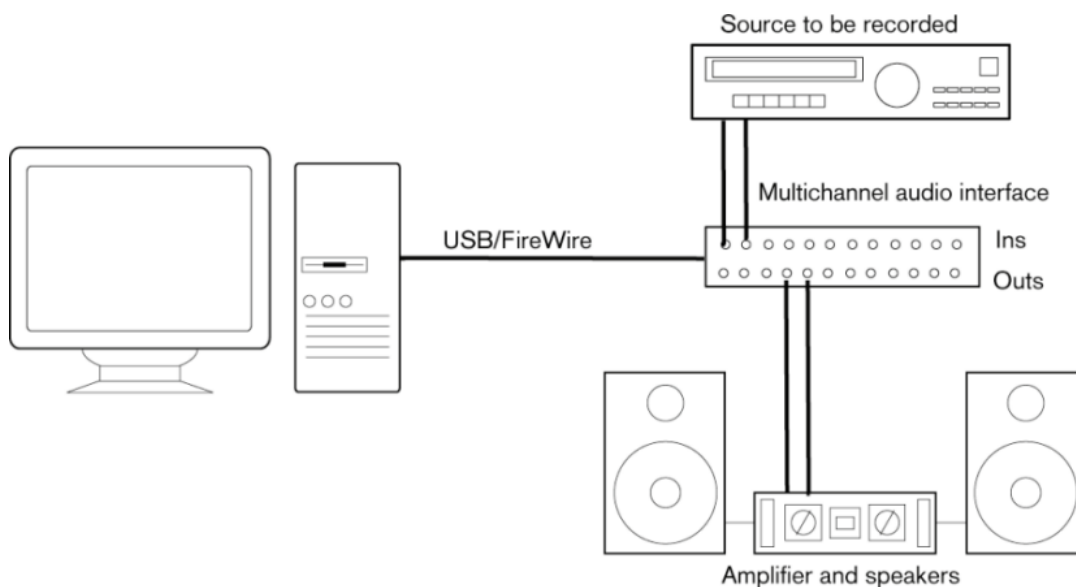 Source to be recorded
Multichannel audio interface
USB/FireWire
Ins
Outs
Amplifier and speakers